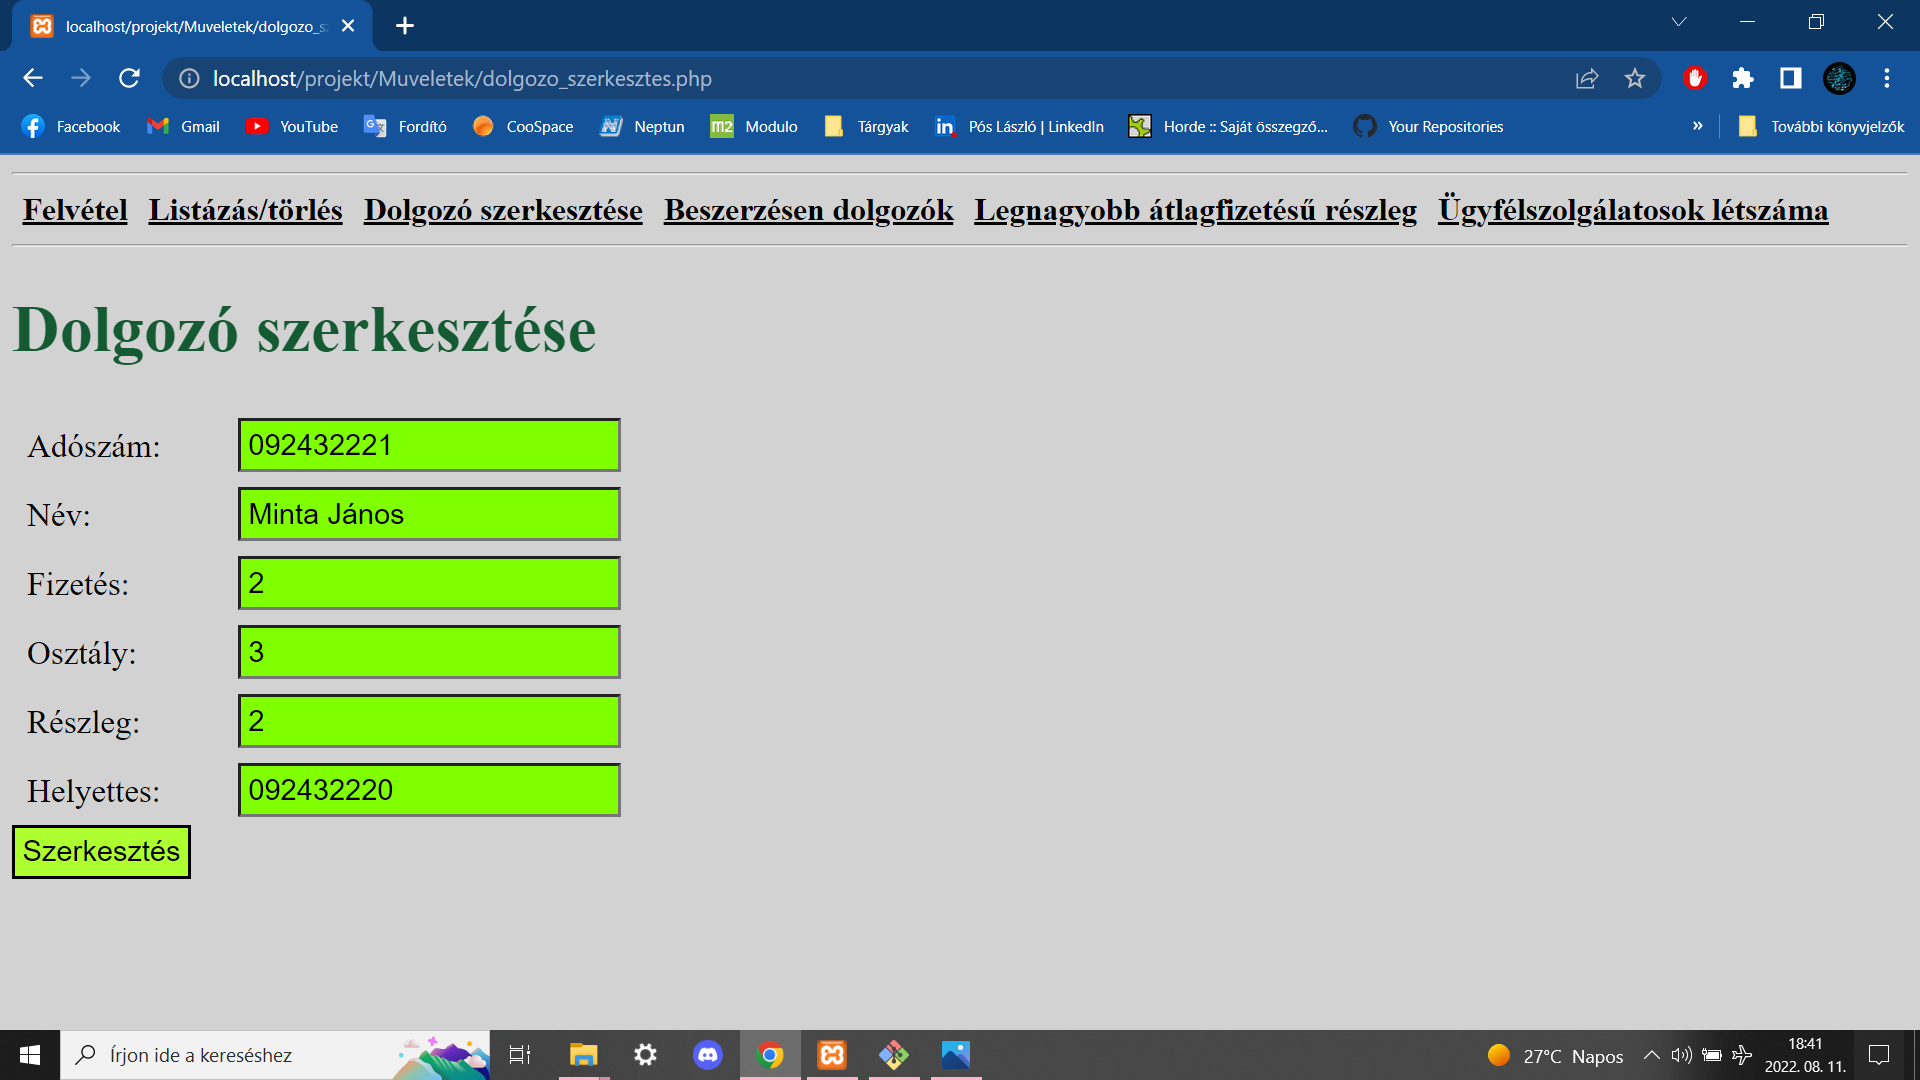 localhost/projekt/Muveletek/dolgozo_s
localhost/projekt/Muveletek/dolgozo_szerkesztes.php
Facebook Gmail YouTube Fordító CooSpace Neptun m2 Modulo Tárgyak Pós László | LinkedIn Horde :: Saját összegző... Your Repositories » További könyvjelzők
Felvétel Listázás/törlés Dolgozó szerkesztése Beszerzésen dolgozók Legnagyobb átlagfizetésű részleg Ügyfélszolgálatosok létszáma
Dolgozó szerkesztése
Adószám: 092432221
Név: Minta János
Fizetés: 2
Osztály: 3
Részleg: 2
Helyettes: 092432220
Szerkesztés
Írjon ide a kereséshez
27°C Napos
18:41
2022. 08. 11.